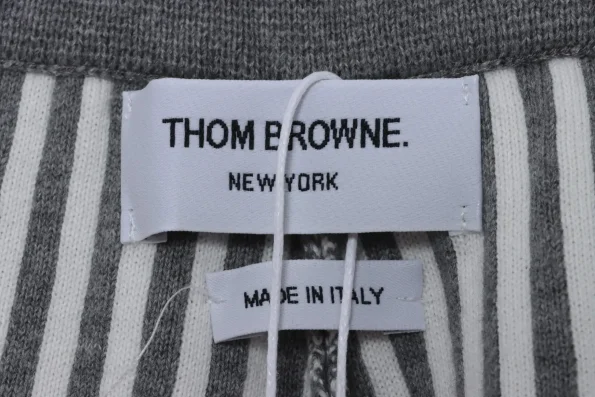 THOM BROWNE.
NEW YORK
MADE IN ITALY